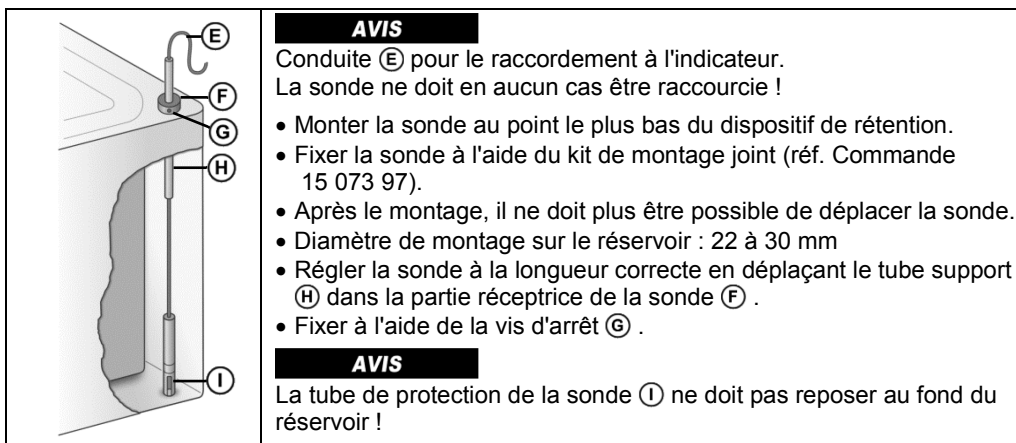 E
F
G
H
I
AVIS
Conduite Ⓔ pour le raccordement à l'indicateur.
La sonde ne doit en aucun cas être raccourcie !
• Monter la sonde au point le plus bas du dispositif de rétention.
• Fixer la sonde à l'aide du kit de montage joint (réf. Commande
15 073 97).
• Après le montage, il ne doit plus être possible de déplacer la sonde.
• Diamètre de montage sur le réservoir : 22 à 30 mm
• Régler la sonde à la longueur correcte en déplaçant le tube support
Ⓗ dans la partie réceptrice de la sonde Ⓕ .
• Fixer à l'aide de la vis d'arrêt Ⓖ .
AVIS
La tube de protection de la sonde Ⓘ ne doit pas reposer au fond du
réservoir !